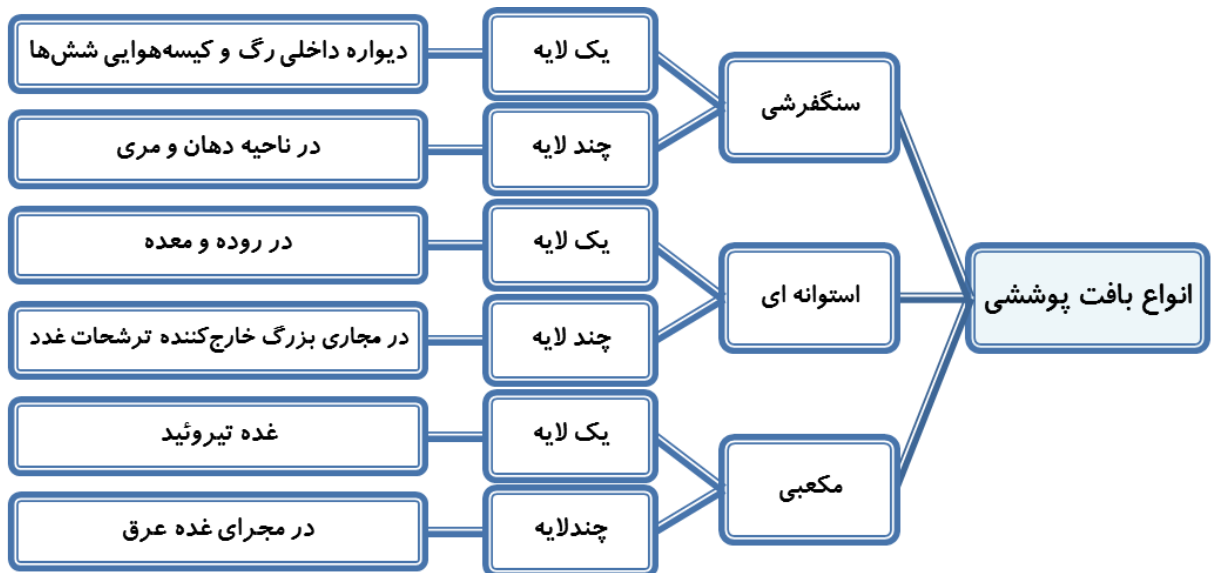 انواع بافت پوششی
سنگفرشی
یک لایه
دیواره داخلی رگ و کیسه‌هوایی شش‌ها
چند لایه
در ناحیه دهان و مری
استوانه ای
یک لایه
در روده و معده
چند لایه
در مجاری بزرگ خارج‌کننده ترشحات غدد
مکعبی
یک لایه
غده تیروئید
چندلایه
در مجرای غده عرق